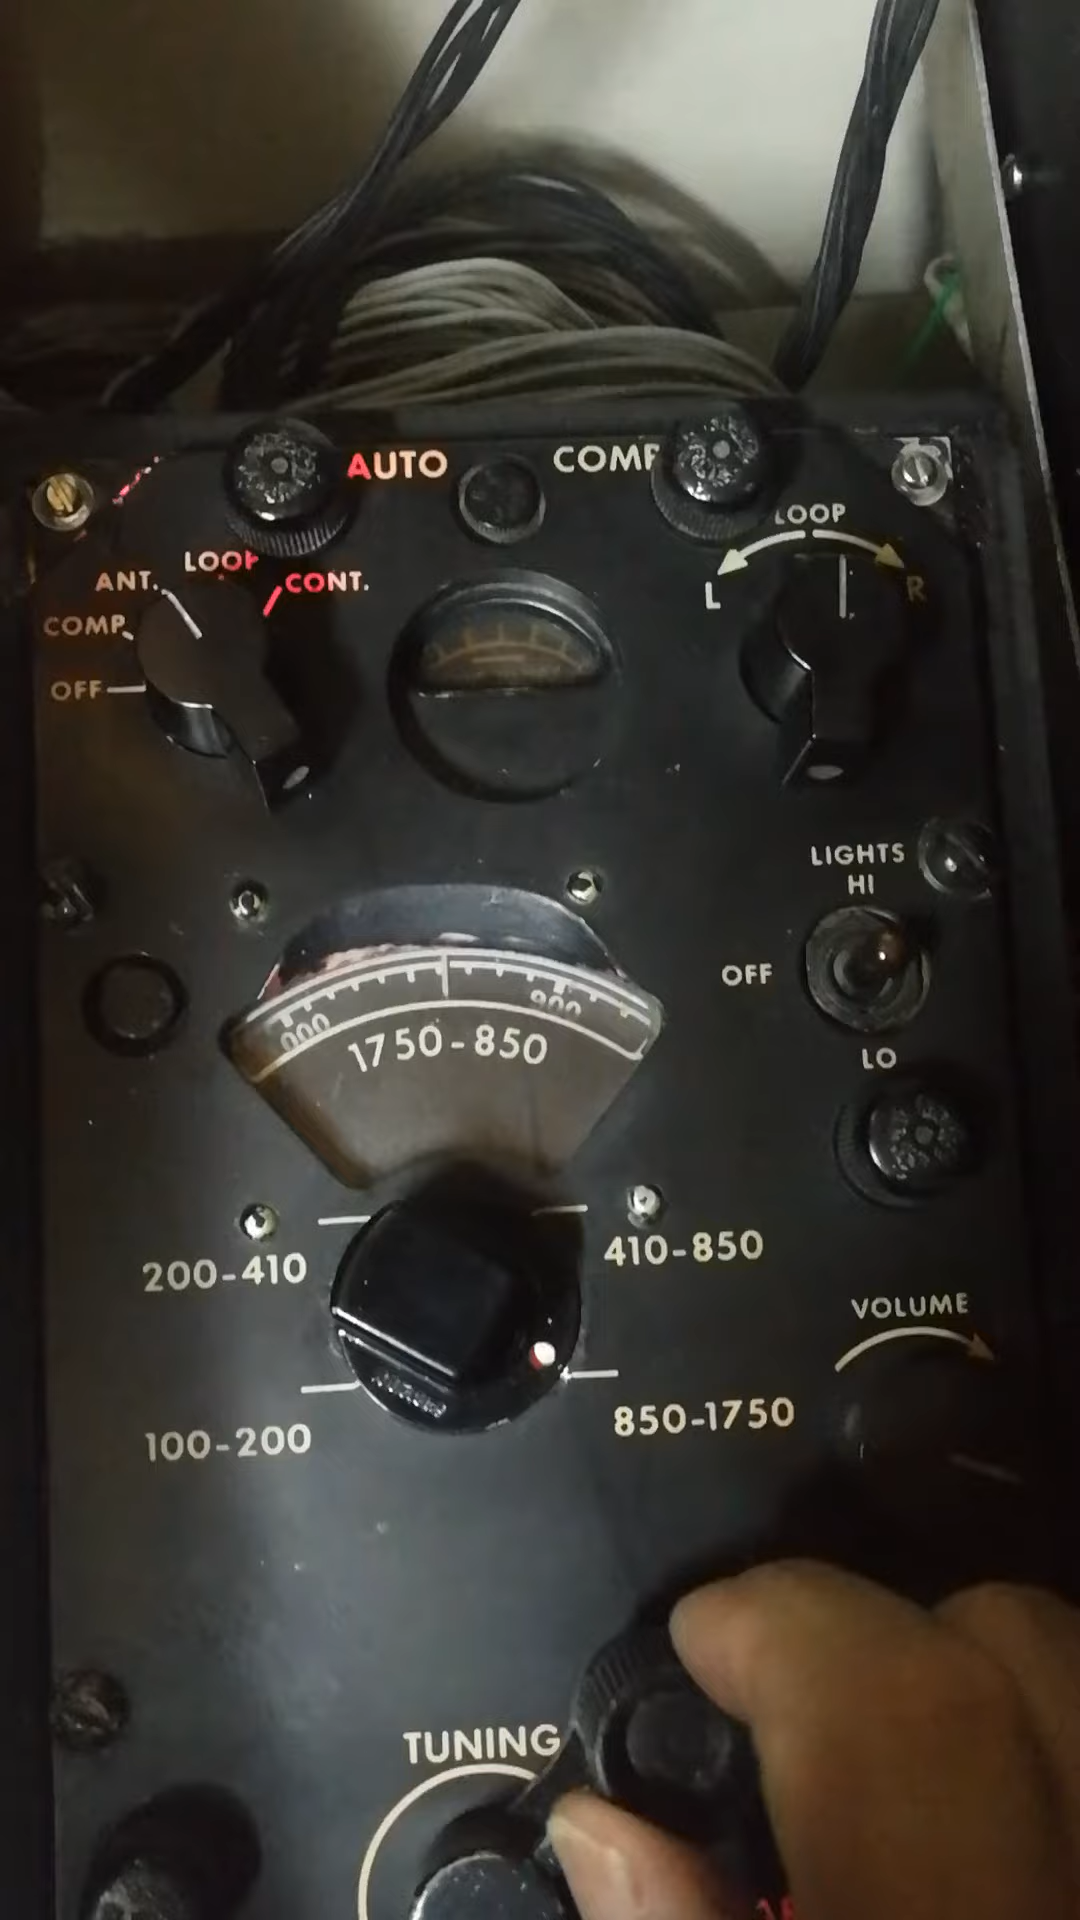 AUTO
COMP
LOOP
L
R
LOOP
ANT.
CONT.
COMP.
OFF
LIGHTS
HI
OFF
LO
900
1750-850
200-410
410-850
VOLUME
100-200
850-1750
TUNING